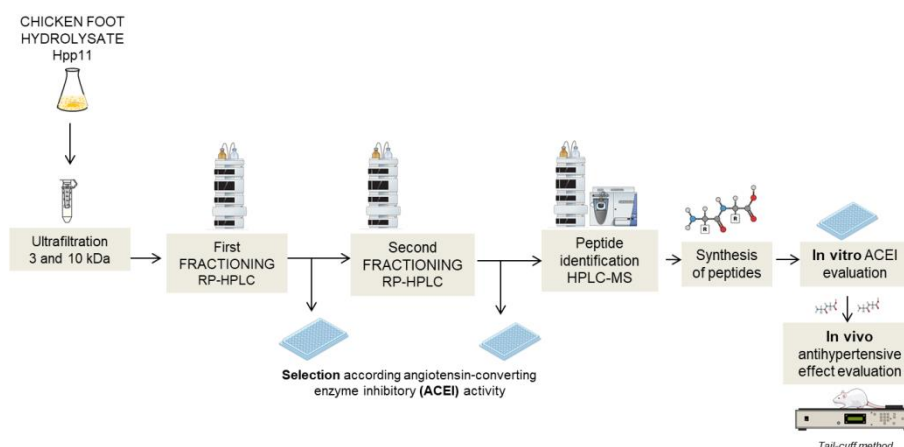 CHICKEN FOOT
HYDROLYSATE
Hpp11
Ultrafiltration
3 and 10 kDa
First
FRACTIONING
RP-HPLC
Second
FRACTIONING
RP-HPLC
Selection according angiotensin-converting
enzyme inhibitory (ACEI) activity
Peptide
identification
HPLC-MS
R
R
Synthesis
of peptides
In vitro ACEI
evaluation
In vivo
antihypertensive
effect evaluation
Tail-cuff method